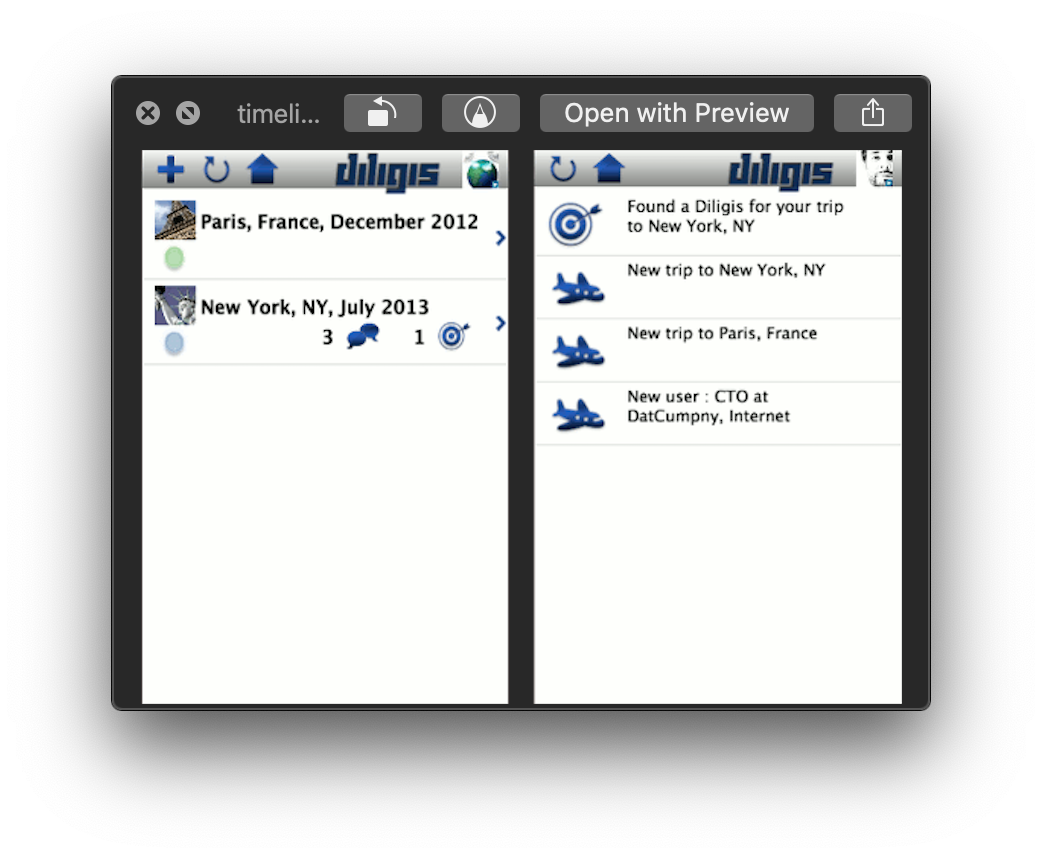 timeli...
Open with Preview
diligis
Paris, France, December 2012
New York, NY, July 2013
3
1
diligis
Found a Diligis for your trip
to New York, NY
New trip to New York, NY
New trip to Paris, France
New user : CTO at
DatCumpny, Internet